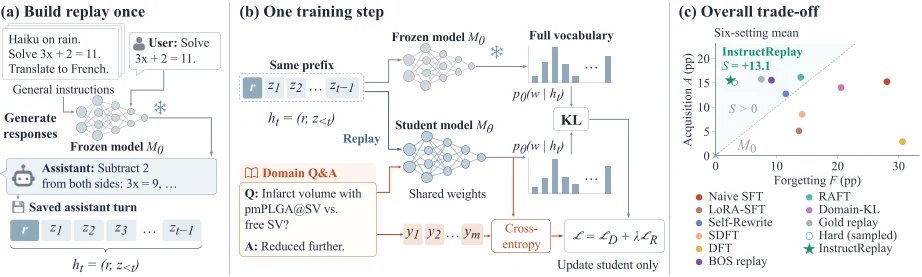 (a) Build replay once
Haiku on rain.
Solve 3x + 2 = 11.
Translate to French.
User: Solve
3x + 2 = 11.
General instructions
Generate
responses
Frozen model M0
Assistant: Subtract 2
from both sides: 3x = 9, …
Saved assistant turn
r z1 z2 z3 … zt−1
ht = (r, z<t)
(b) One training step
Frozen model M0
Full vocabulary
Same prefix
r z1 z2 … zt−1
ht = (r, z<t)
p0(w | ht)
KL
Replay
Student model Mθ
pθ(w | ht)
Shared weights
Domain Q&A
Q: Infarct volume with
pmPLGA@SV vs.
free SV?
A: Reduced further.
y1 y2 … ym
Cross-
entropy
ℒ = ℒD + λℒR
Update student only
(c) Overall trade-off
Six-setting mean
InstructReplay
S = +13.1
S > 0
M0
Acquisition A (pp)
20
15
10
5
0
0 10 20 30
Forgetting F (pp)
Naive SFT
LoRA-SFT
Self-Rewrite
SDFT
DFT
BOS replay
RAFT
Domain-KL
Gold replay
Hard (sampled)
InstructReplay